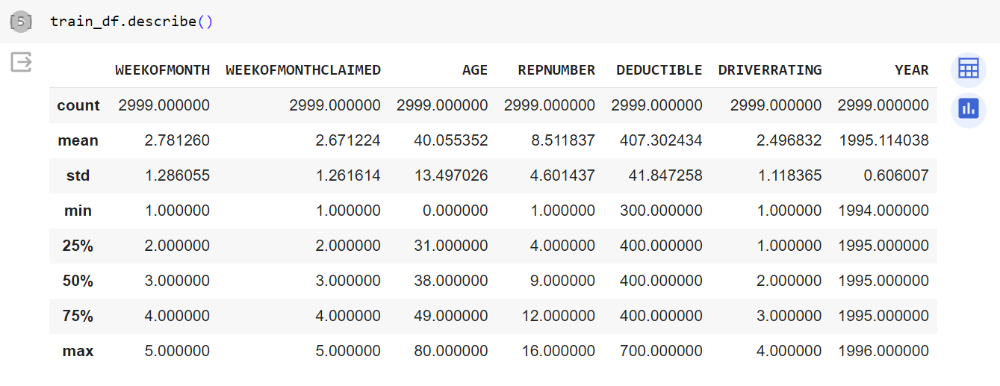 [5] train_df.describe()
WEEKOFMONTH WEEKOFMONTHCLAIMED AGE REPNUMBER DEDUCTIBLE DRIVERRATING YEAR
count 2999.000000 2999.000000 2999.000000 2999.000000 2999.000000 2999.000000 2999.000000
mean 2.781260 2.671224 40.055352 8.511837 407.302434 2.496832 1995.114038
std 1.286055 1.261614 13.497026 4.601437 41.847258 1.118365 0.606007
min 1.000000 1.000000 0.000000 1.000000 300.000000 1.000000 1994.000000
25% 2.000000 2.000000 31.000000 4.000000 400.000000 1.000000 1995.000000
50% 3.000000 3.000000 38.000000 9.000000 400.000000 2.000000 1995.000000
75% 4.000000 4.000000 49.000000 12.000000 400.000000 3.000000 1995.000000
max 5.000000 5.000000 80.000000 16.000000 700.000000 4.000000 1996.000000